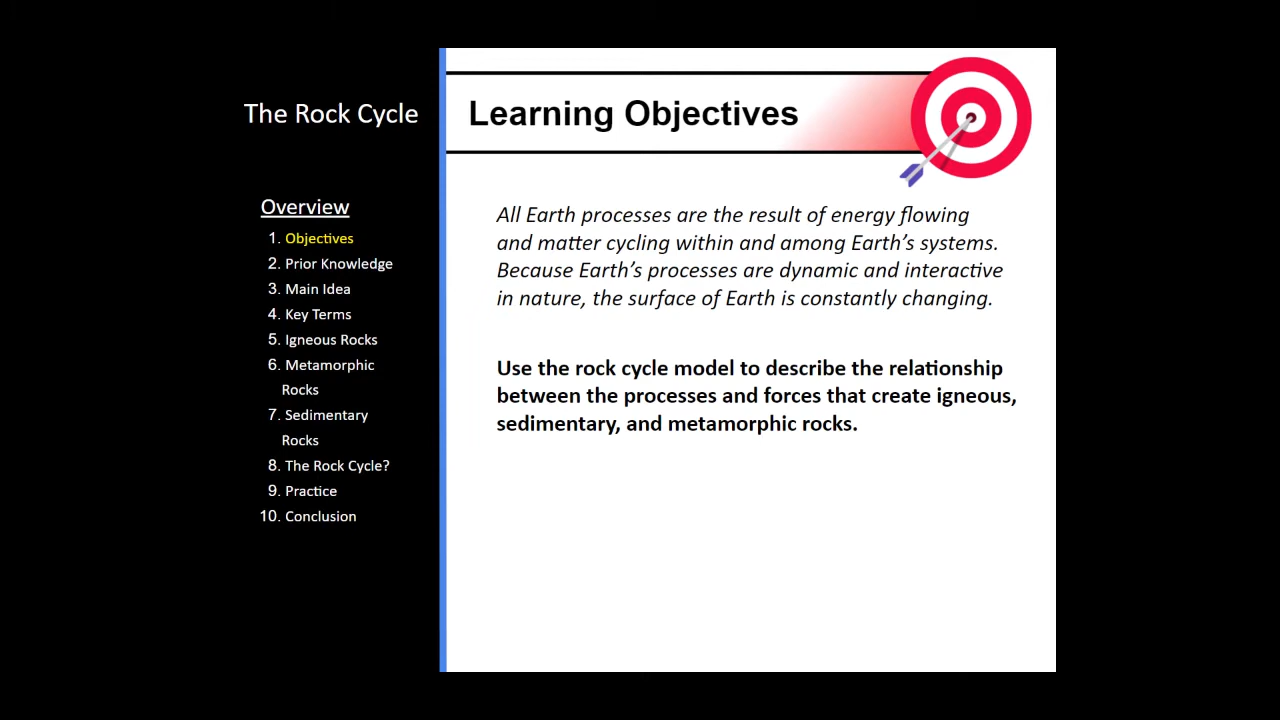 The Rock Cycle
Overview
1. Objectives
2. Prior Knowledge
3. Main Idea
4. Key Terms
5. Igneous Rocks
6. Metamorphic
Rocks
7. Sedimentary
Rocks
8. The Rock Cycle?
9. Practice
10. Conclusion
Learning Objectives
All Earth processes are the result of energy flowing
and matter cycling within and among Earth’s systems.
Because Earth’s processes are dynamic and interactive
in nature, the surface of Earth is constantly changing.
Use the rock cycle model to describe the relationship
between the processes and forces that create igneous,
sedimentary, and metamorphic rocks.